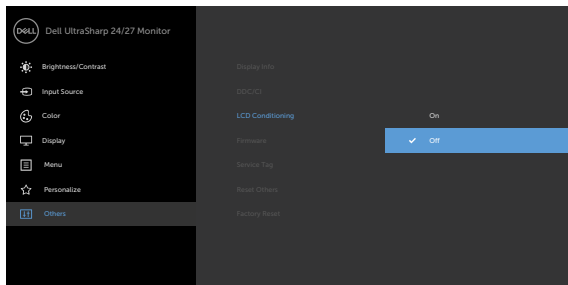 DELL
Dell UltraSharp 24/27 Monitor
Brightness/Contrast
Input Source
Color
Display
Menu
Personalize
Others
Display Info
DDC/CI
LCD Conditioning
Firmware
Service Tag
Reset Others
Factory Reset
On
Off